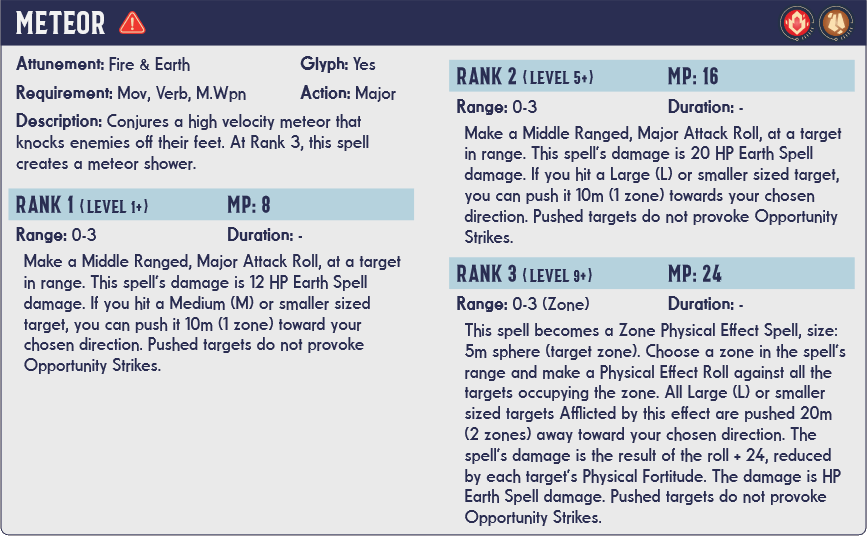 METEOR
Attunement: Fire & Earth Glyph: Yes
Requirement: Mov, Verb, M.Wpn Action: Major
Description: Conjures a high velocity meteor that
knocks enemies off their feet. At Rank 3, this spell
creates a meteor shower.
RANK 1 (LEVEL 1+) MP: 8
Range: 0-3 Duration: -
Make a Middle Ranged, Major Attack Roll, at a target
in range. This spell's damage is 12 HP Earth Spell
damage. If you hit a Medium (M) or smaller sized
target, you can push it 10m (1 zone) toward your
chosen direction. Pushed targets do not provoke
Opportunity Strikes.
RANK 2 (LEVEL 5+) MP: 16
Range: 0-3 Duration: -
Make a Middle Ranged, Major Attack Roll, at a target
in range. This spell's damage is 20 HP Earth Spell
damage. If you hit a Large (L) or smaller sized target,
you can push it 10m (1 zone) towards your chosen
direction. Pushed targets do not provoke Opportunity
Strikes.
RANK 3 (LEVEL 9+) MP: 24
Range: 0-3 (Zone) Duration: -
This spell becomes a Zone Physical Effect Spell, size:
5m sphere (target zone). Choose a zone in the spell's
range and make a Physical Effect Roll against all the
targets occupying the zone. All Large (L) or smaller
sized targets Afflicted by this effect are pushed 20m
(2 zones) away toward your chosen direction. The
spell's damage is the result of the roll + 24, reduced
by each target's Physical Fortitude. The damage is HP
Earth Spell damage. Pushed targets do not provoke
Opportunity Strikes.